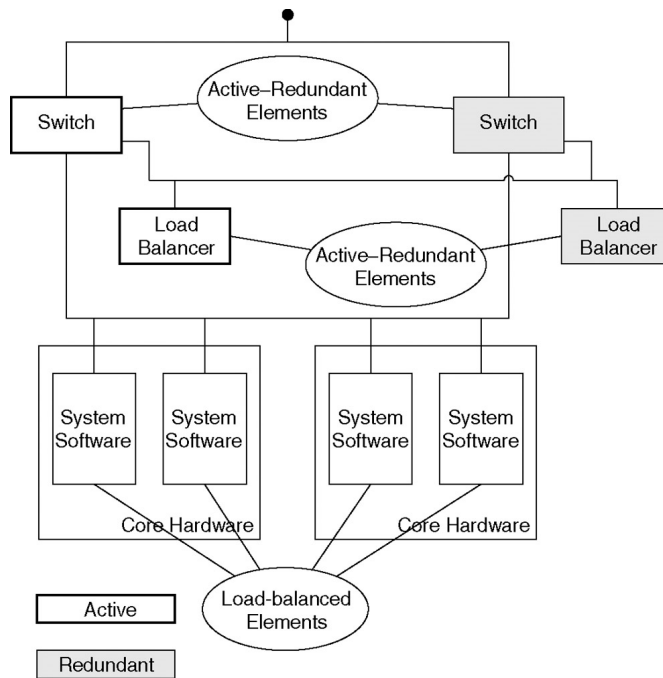 Active–Redundant
Elements
Switch
Switch
Load
Balancer
Active–Redundant
Elements
Load
Balancer
System
Software
System
Software
System
Software
System
Software
Core Hardware
Core Hardware
Load-balanced
Elements
Active
Redundant